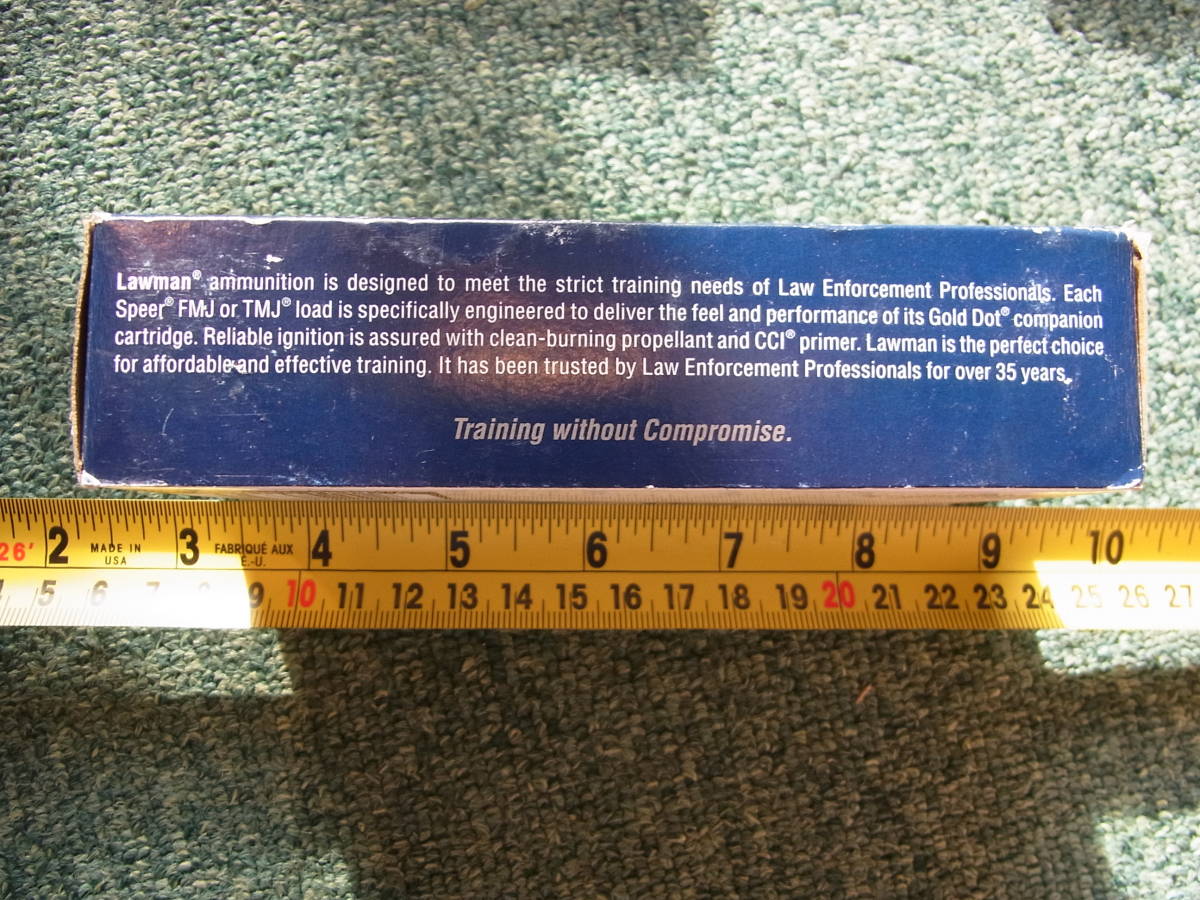 Lawman® ammunition is designed to meet the strict training needs of Law Enforcement Professionals. Each
Speer® FMJ or TMJ® load is specifically engineered to deliver the feel and performance of its Gold Dot® companion
cartridge. Reliable ignition is assured with clean-burning propellant and CCI® primer. Lawman is the perfect choice
for affordable and effective training. It has been trusted by Law Enforcement Professionals for over 35 years.
Training without Compromise.
26' 2 MADE IN USA 3 FABRIQUÉ AUX É.-U. 4 5 6 7 8 9 10
5 6 7 8 9 10 11 12 13 14 15 16 17 18 19 20 21 22 23 24 25 26 27